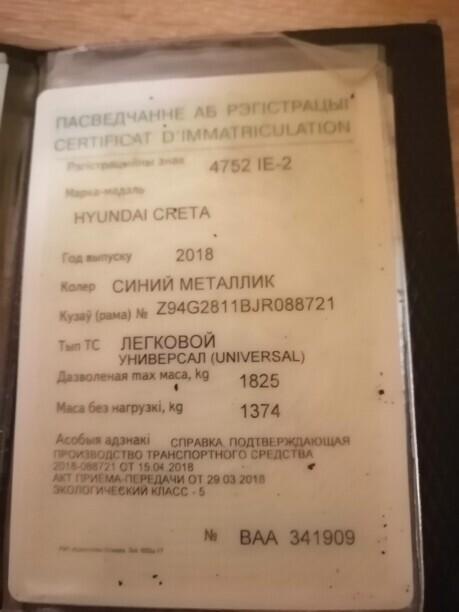 ПАСВЕДЧАННЕ АБ РЭГІСТРАЦЫІ
CERTIFICAT D'IMMATRICULATION
Рэгістрацыйны знак 4752 IE-2
Марка-мадэль
HYUNDAI CRETA
Год выпуску 2018
Колер СИНИЙ МЕТАЛЛИК
Кузаў (рама) № Z94G2811BJR088721
Тып ТС ЛЕГКОВОЙ
УНИВЕРСАЛ (UNIVERSAL)
Дазволеная max маса, kg 1825
Маса без нагрузкі, kg 1374
Асобыя адзнакі СПРАВКА, ПОДТВЕРЖДАЮЩАЯ
ПРОИЗВОДСТВО ТРАНСПОРТНОГО СРЕДСТВА
2018-088721 ОТ 15.04.2018
АКТ ПРИЕМА-ПЕРЕДАЧИ ОТ 29.03.2018
ЭКОЛОГИЧЕСКИЙ КЛАСС - 5
№ ВАА 341909